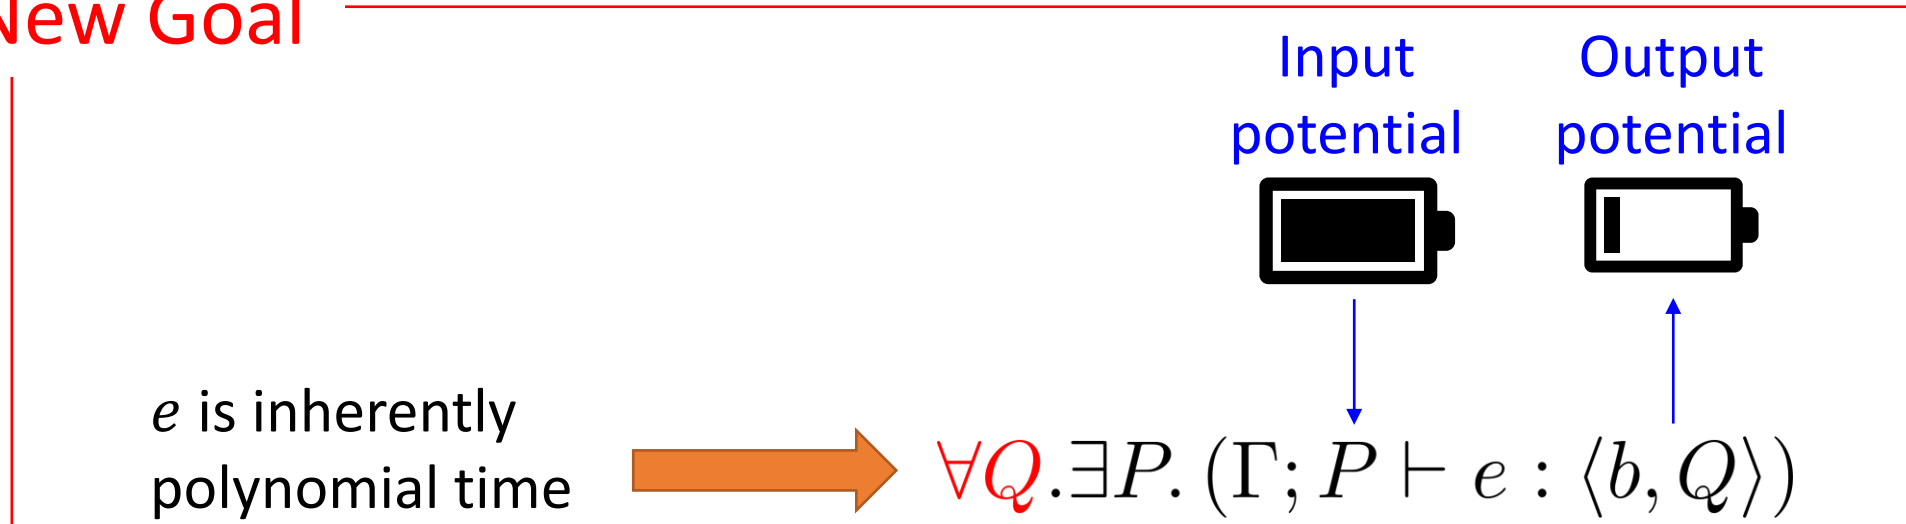 New Goal
Input
potential
Output
potential
e is inherently
polynomial time
∀Q.∃P. (Γ; P ⊢ e : ⟨b, Q⟩)